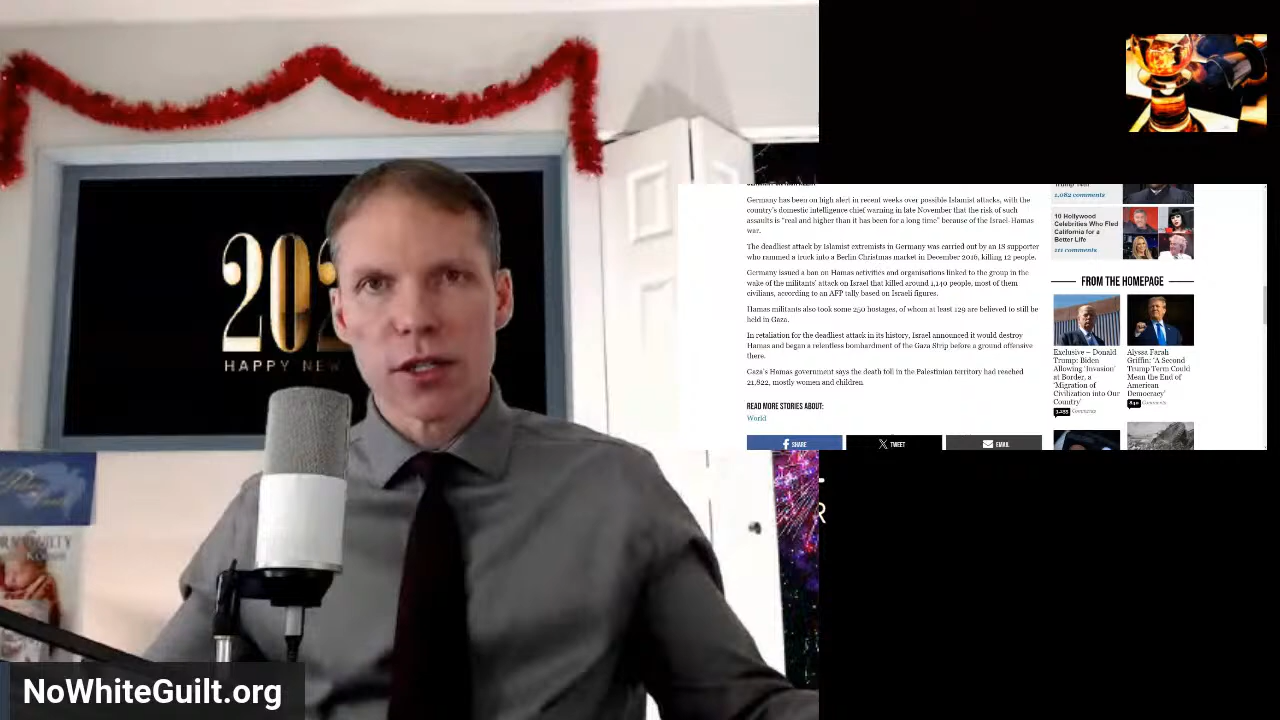 202
HAPPY NEW
R
NoWhiteGuilt.org
Germany has been on high alert in recent weeks over possible Islamist attacks, with the
country's domestic intelligence chief warning in late November that the risk of such
assaults is "real and higher than it has been for a long time" because of the Israel-Hamas
war.
The deadliest attack by Islamist extremists in Germany was carried out by an IS supporter
who rammed a truck into a Berlin Christmas market in December 2016, killing 12 people.
Germany issued a ban on Hamas activities and organisations linked to the group in the
wake of the militants' attack on Israel that killed around 1,140 people, most of them
civilians, according to an AFP tally based on Israeli figures.
Hamas militants also took some 250 hostages, of whom at least 129 are believed to still be
held in Gaza.
In retaliation for the deadliest attack in its history, Israel announced it would destroy
Hamas and began a relentless bombardment of the Gaza Strip before a ground offensive
there.
Gaza's Hamas government says the death toll in the Palestinian territory had reached
21,822, mostly women and children.
READ MORE STORIES ABOUT:
World
SHARE
TWEET
EMAIL
1,082 comments
10 Hollywood
Celebrities Who Fled
California for a
Better Life
111 comments
FROM THE HOMEPAGE
Exclusive – Donald
Trump: Biden
Allowing 'Invasion'
at Border, a
'Migration of
Civilization into Our
Country'
Comments
Alyssa Farah
Griffin: 'A Second
Trump Term Could
Mean the End of
American
Democracy'
Comments